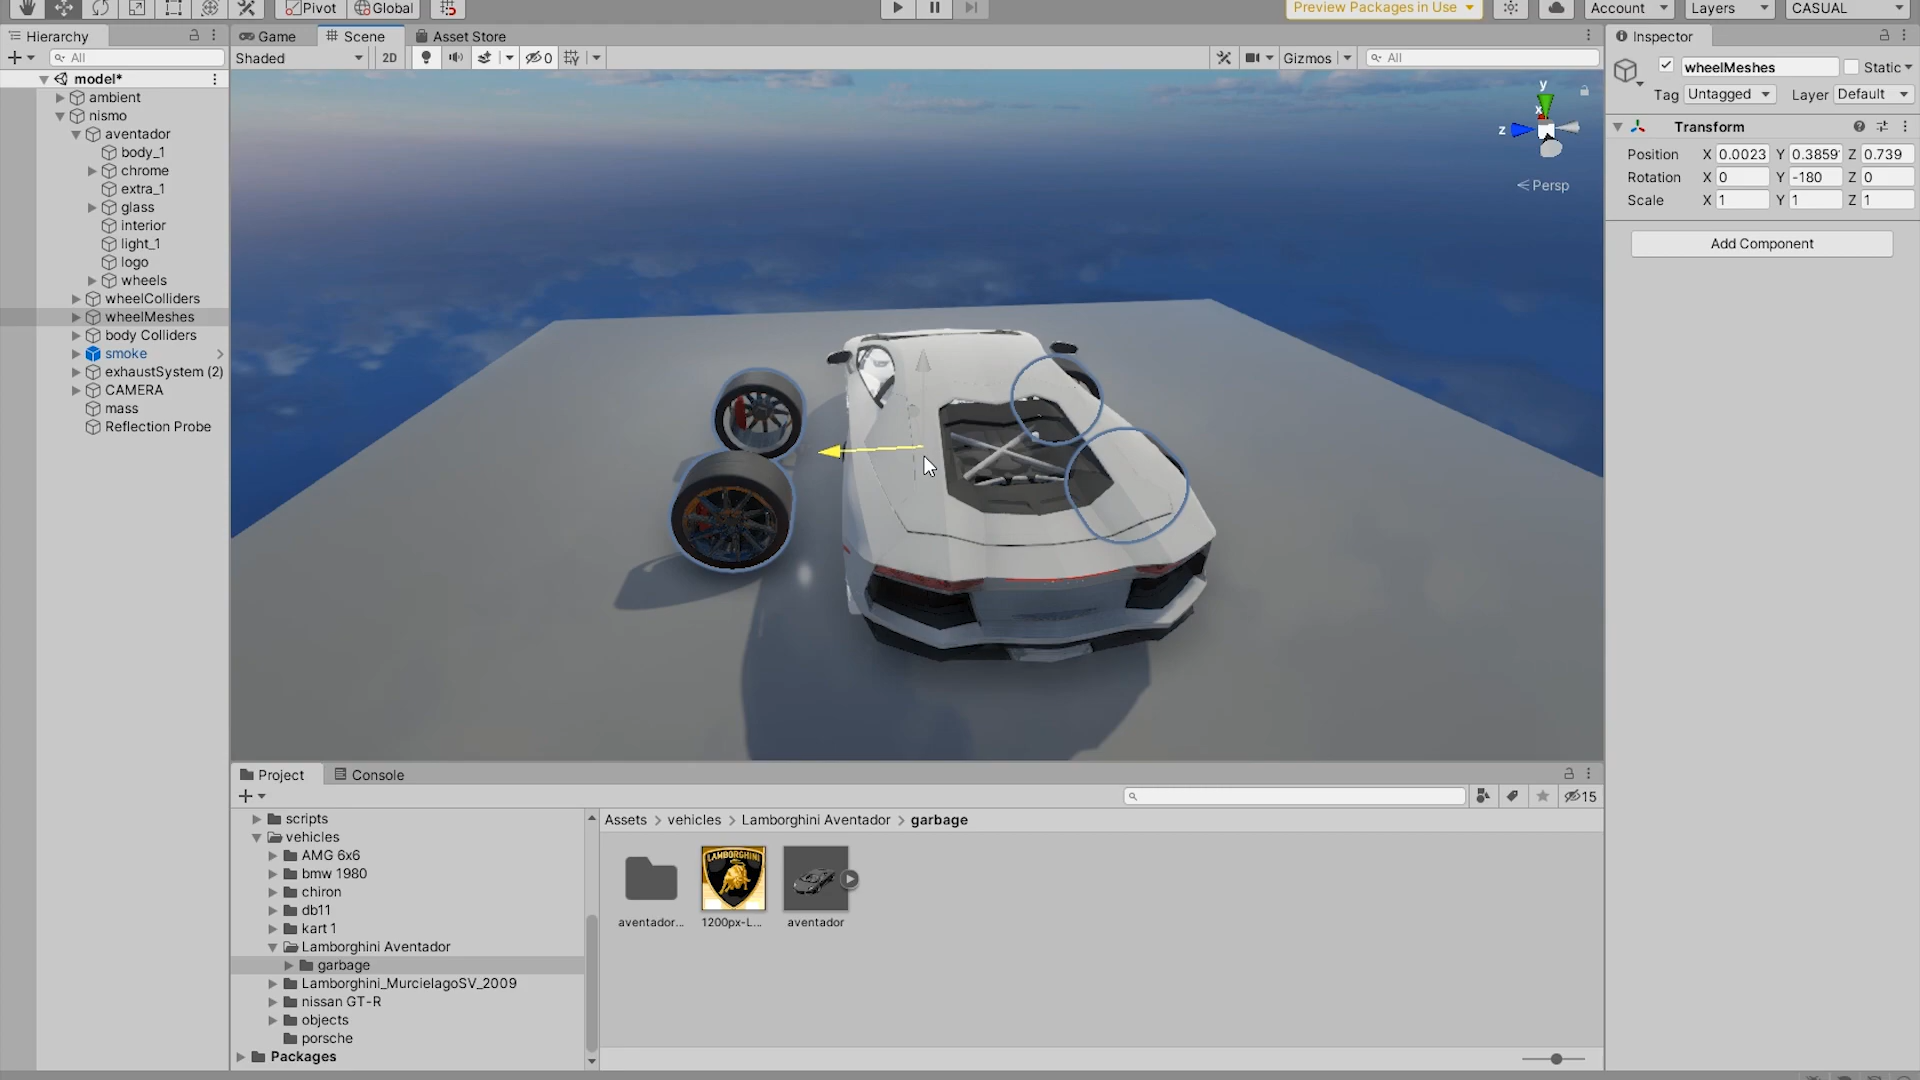 Pivot Global Preview Packages in Use Account Layers CASUAL
Hierarchy
All
model*
ambient
nismo
aventador
body_1
chrome
extra_1
glass
interior
light_1
logo
wheels
wheelColliders
wheelMeshes
body Colliders
smoke
exhaustSystem (2)
CAMERA
mass
Reflection Probe
Game Scene Asset Store
Shaded 2D 0 Gizmos All
y
x
z
Persp
Inspector
wheelMeshes Static
Tag Untagged Layer Default
Transform
Position X 0.0023 Y 0.3859 Z 0.739
Rotation X 0 Y -180 Z 0
Scale X 1 Y 1 Z 1
Add Component
Project Console
15
scripts
vehicles
AMG 6x6
bmw 1980
chiron
db11
kart 1
Lamborghini Aventador
garbage
Lamborghini_MurcielagoSV_2009
nissan GT-R
objects
porsche
Packages
Assets > vehicles > Lamborghini Aventador > garbage
LAMBORGHINI
aventador... 1200px-L... aventador